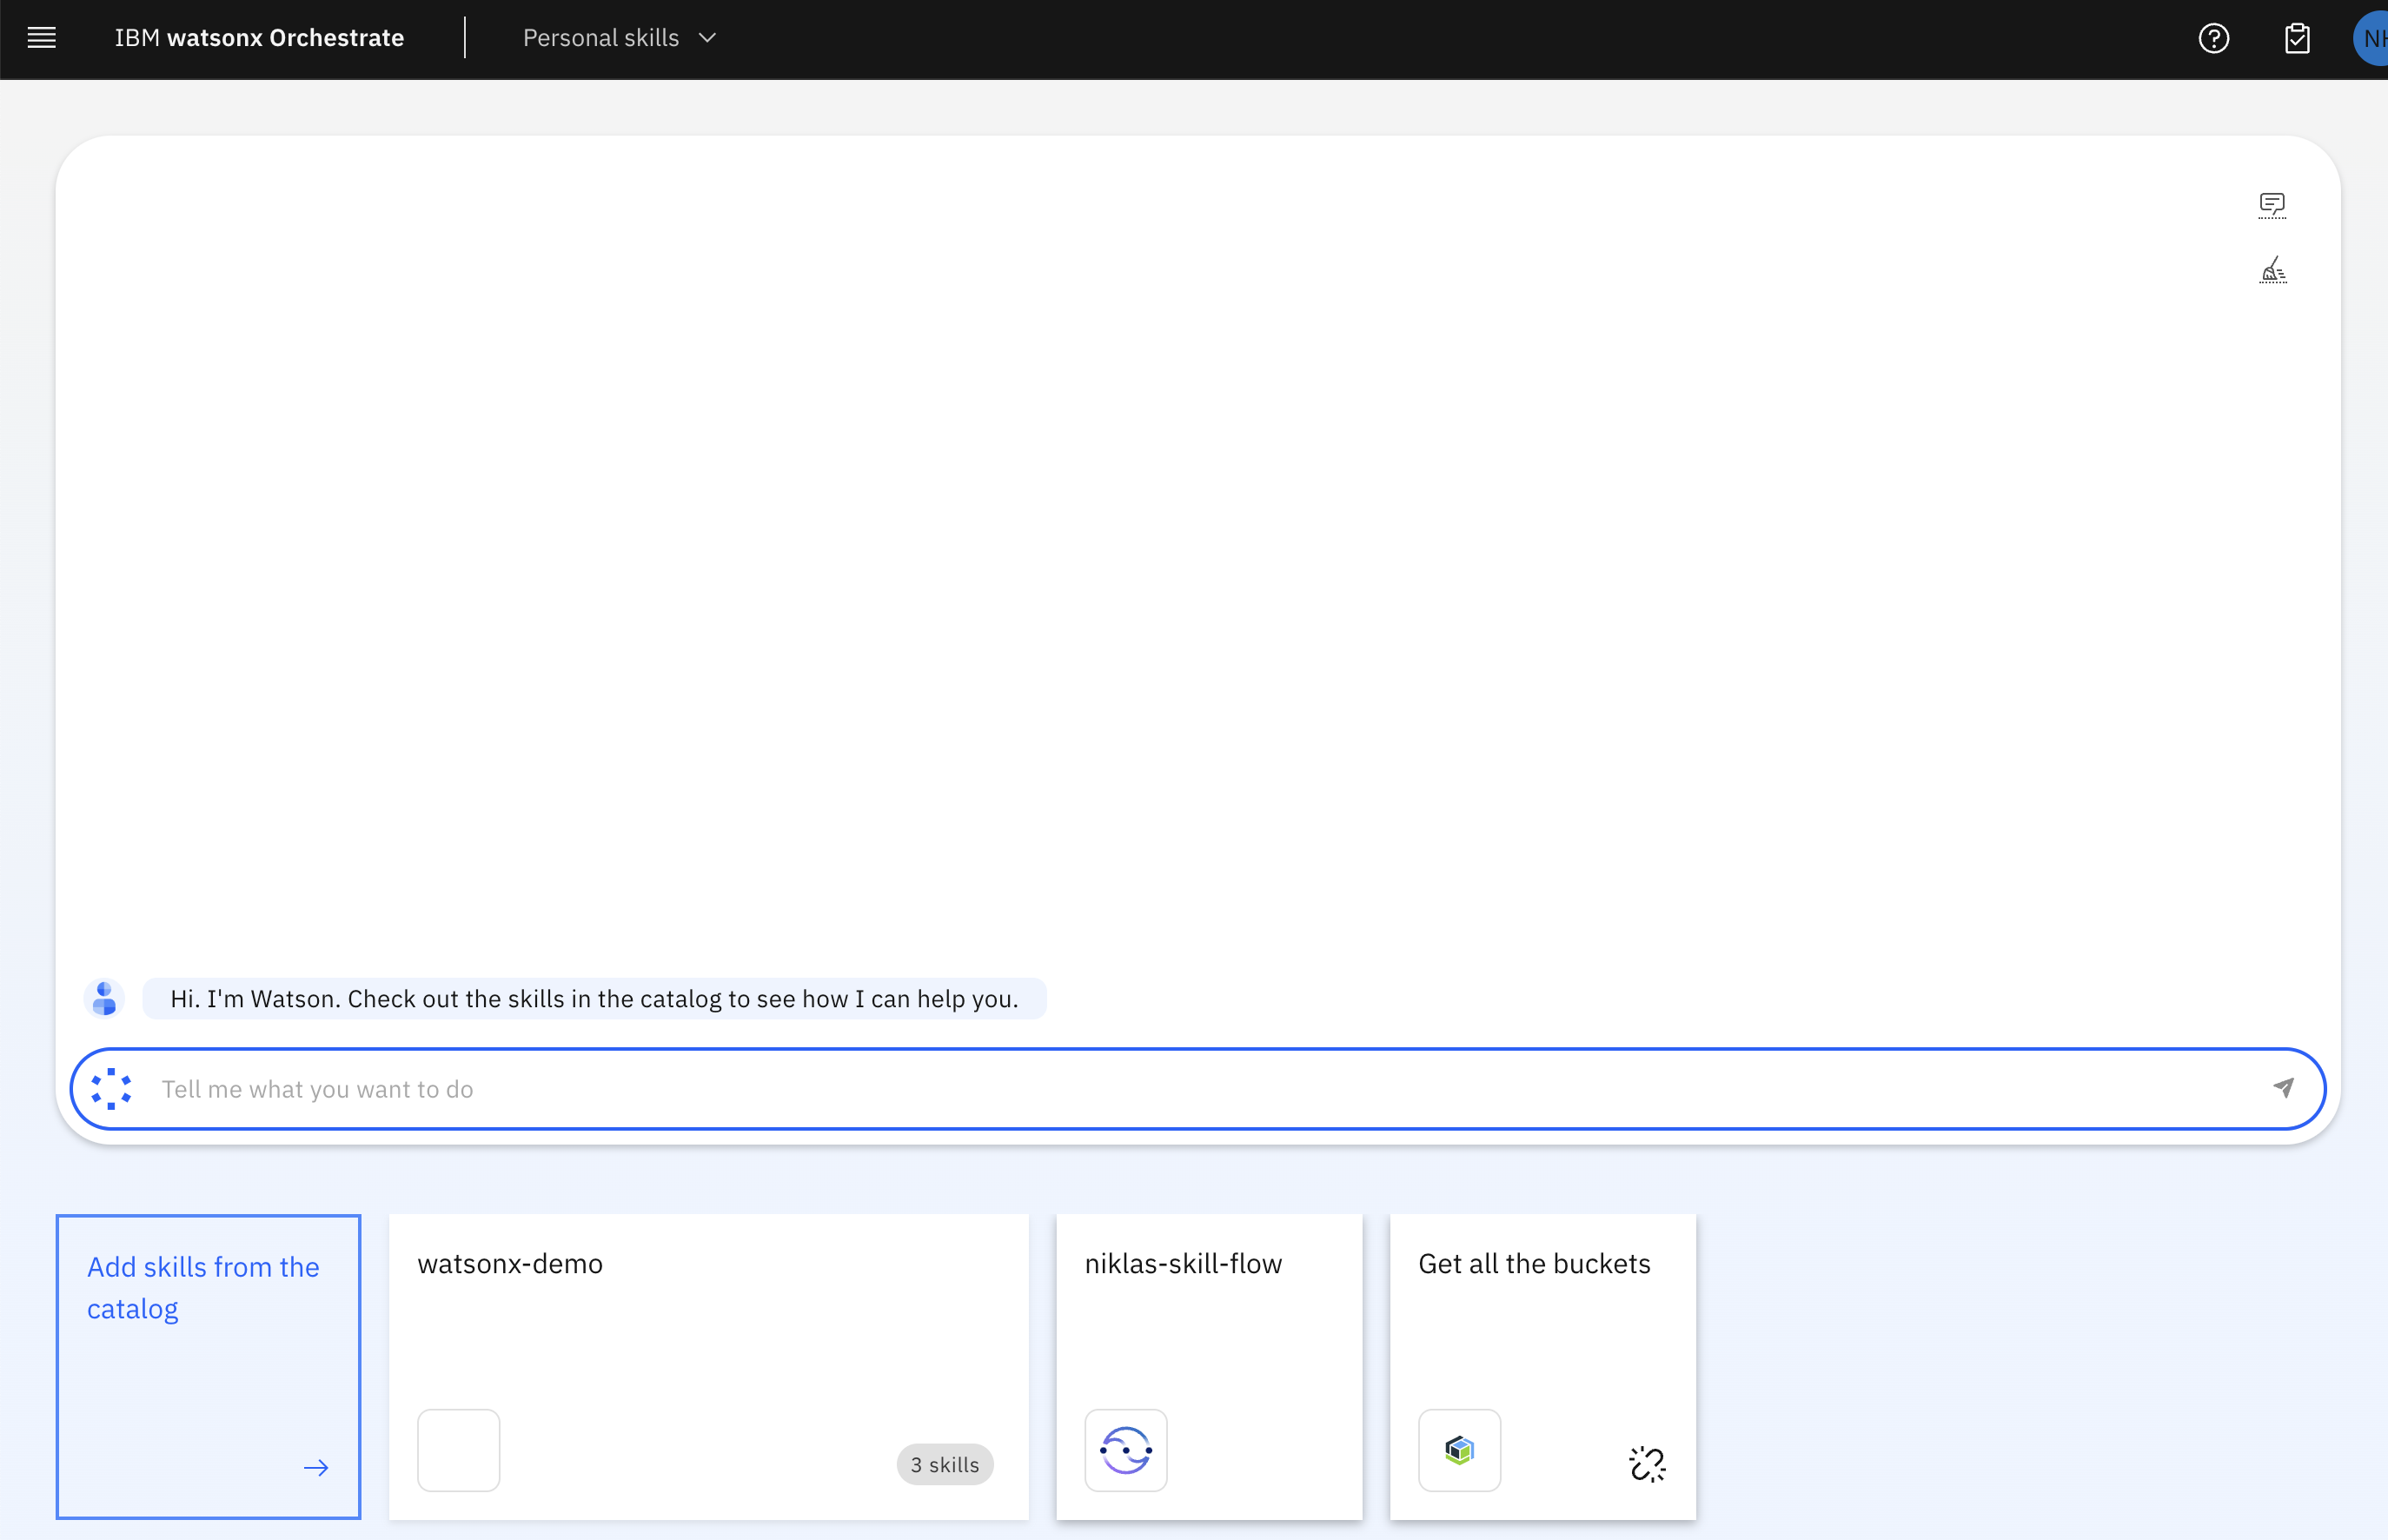 IBM watsonx Orchestrate
Personal skills
NH
Hi. I'm Watson. Check out the skills in the catalog to see how I can help you.
Tell me what you want to do
Add skills from the
catalog
watsonx-demo
3 skills
niklas-skill-flow
Get all the buckets